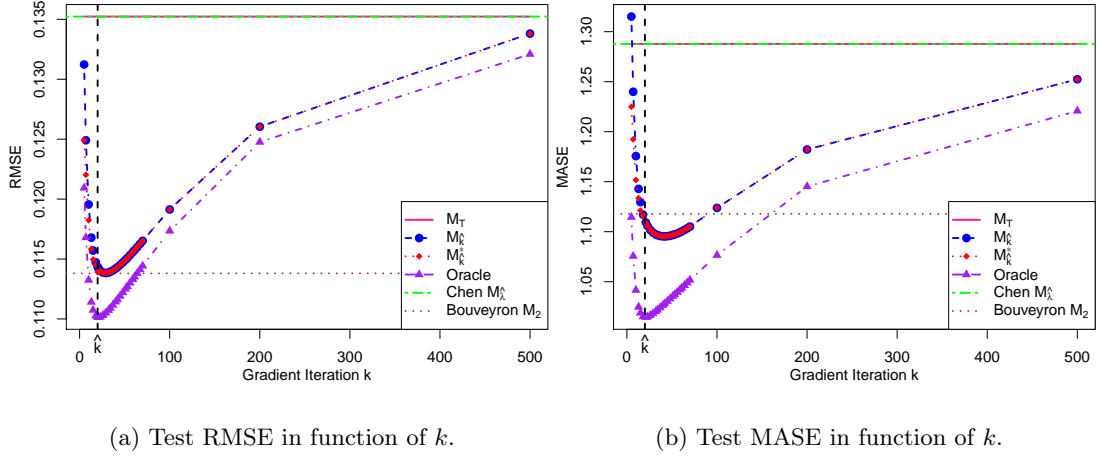 0.110 0.115 0.120 0.125 0.130 0.135
RMSE
0 100 200 300 400 500
k̂
Gradient Iteration k
M_T
M_k̂
M*_k̂
Oracle
Chen M_λ̂
Bouveyron M_2
1.05 1.10 1.15 1.20 1.25 1.30
MASE
0 100 200 300 400 500
k̂
Gradient Iteration k
M_T
M_k̂
M*_k̂
Oracle
Chen M_λ̂
Bouveyron M_2
(a) Test RMSE in function of k.
(b) Test MASE in function of k.